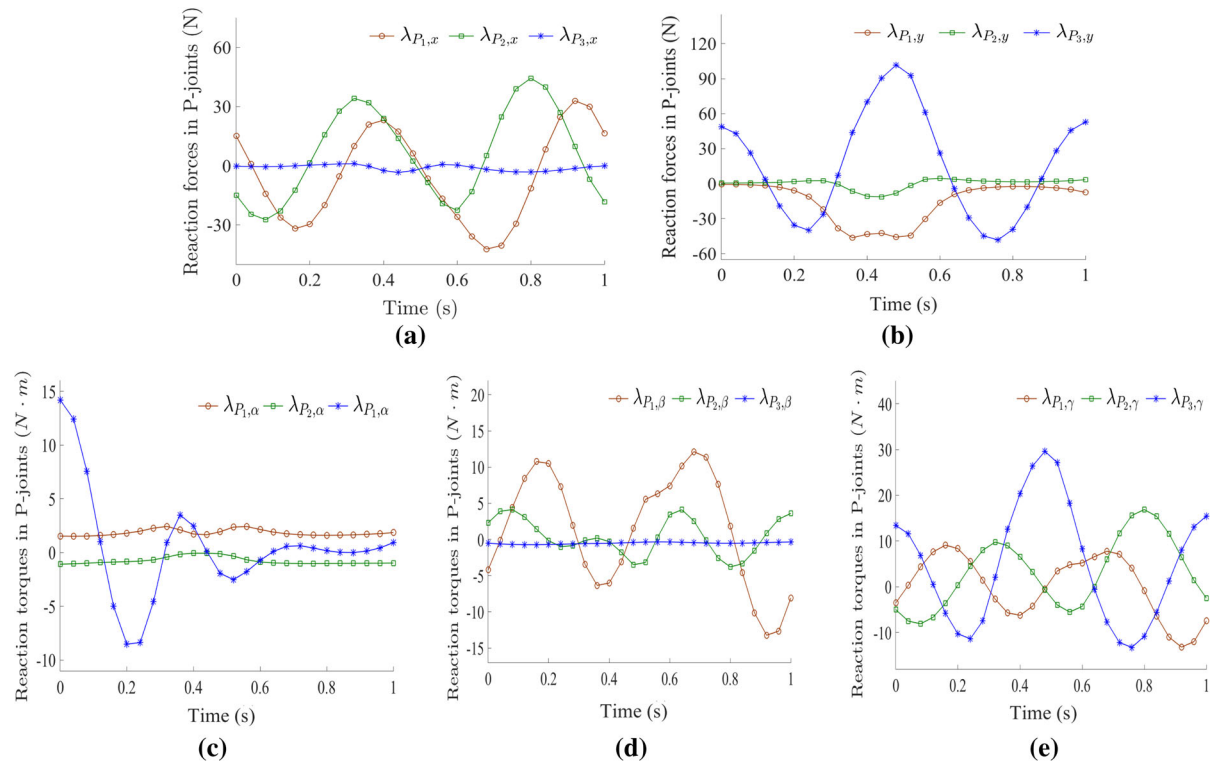 Reaction forces in P-joints (N)
λP₁,x λP₂,x λP₃,x
60
30
0
-30
0 0.2 0.4 0.6 0.8 1
Time (s)
(a)
Reaction forces in P-joints (N)
λP₁,y λP₂,y λP₃,y
120
90
60
30
0
-30
-60
0 0.2 0.4 0.6 0.8 1
Time (s)
(b)
Reaction torques in P-joints (N · m)
λP₁,α λP₂,α λP₁,α
15
10
5
0
-5
-10
0 0.2 0.4 0.6 0.8 1
Time (s)
(c)
Reaction torques in P-joints (N · m)
λP₁,β λP₂,β λP₃,β
20
15
10
5
0
-5
-10
-15
0 0.2 0.4 0.6 0.8 1
Time (s)
(d)
Reaction torques in P-joints (N · m)
λP₁,γ λP₂,γ λP₃,γ
40
30
20
10
0
-10
0 0.2 0.4 0.6 0.8 1
Time (s)
(e)